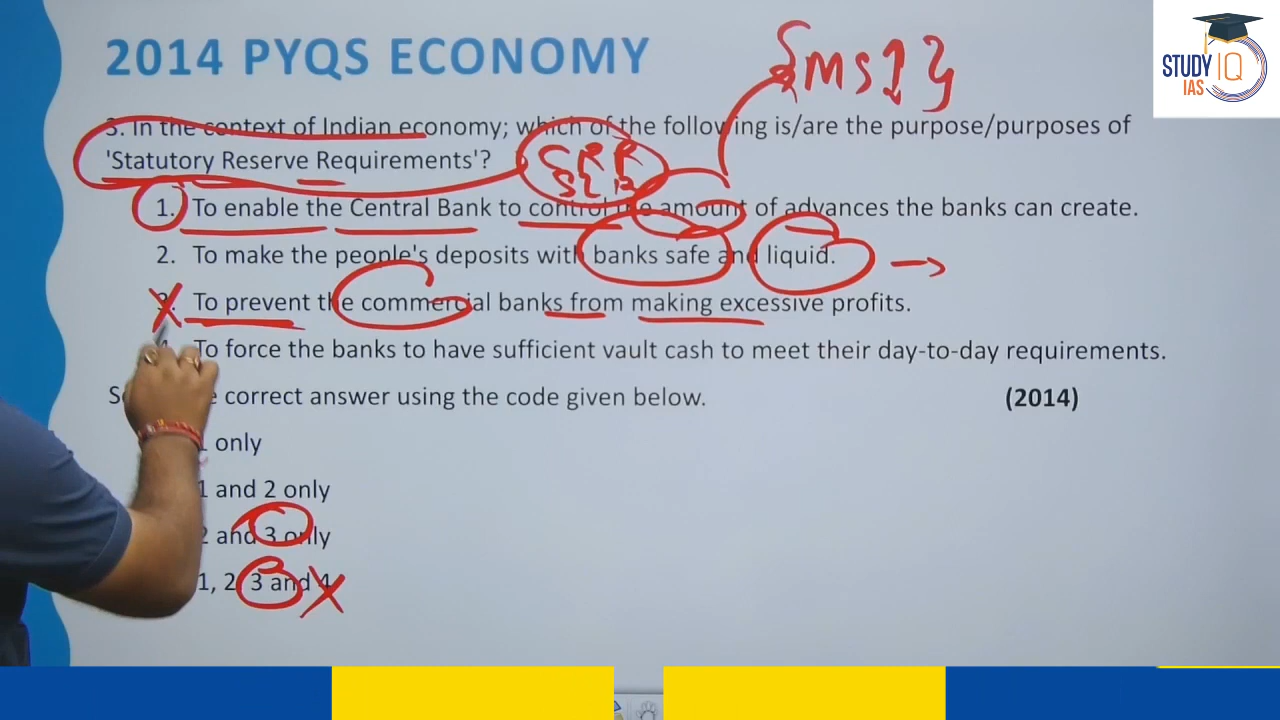 2014 PYQS ECONOMY
{MS↑}
STUDY IQ
IAS
3. In the context of Indian economy; which of the following is/are the purpose/purposes of
'Statutory Reserve Requirements'?
1. To enable the Central Bank to control the amount of advances the banks can create.
2. To make the people's deposits with banks safe and liquid.
3. To prevent the commercial banks from making excessive profits.
To force the banks to have sufficient vault cash to meet their day-to-day requirements.
correct answer using the code given below. (2014)
1 only
1 and 2 only
2 and 3 only
1, 2, 3 and 4